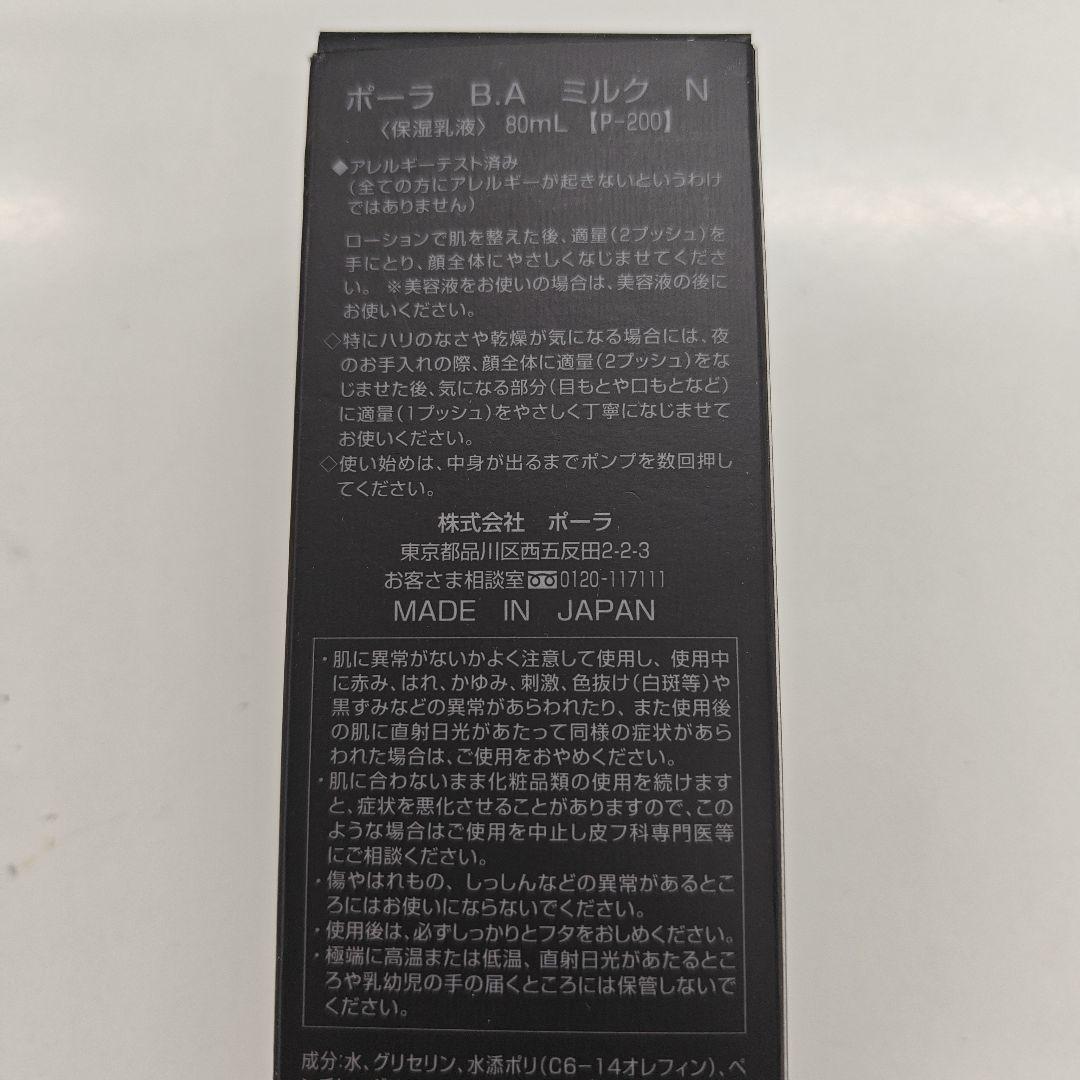 ポーラ　B.A　ミルク　N
〈保湿乳液〉 80mL 【P-200】
◆アレルギーテスト済み
（全ての方にアレルギーが起きないというわけ
ではありません）
ローションで肌を整えた後、適量（2プッシュ）を
手にとり、顔全体にやさしくなじませてくださ
い。 ※美容液をお使いの場合は、美容液の後に
お使いください。
◇特にハリのなさや乾燥が気になる場合には、夜
のお手入れの際、顔全体に適量（2プッシュ）をな
じませた後、気になる部分（目もとや口もとなど）
に適量（1プッシュ）をやさしく丁寧になじませて
お使いください。
◇使い始めは、中身が出るまでポンプを数回押し
てください。
株式会社　ポーラ
東京都品川区西五反田2-2-3
お客さま相談室 0120-117111
MADE IN JAPAN
・肌に異常がないかよく注意して使用し、使用中
に赤み、はれ、かゆみ、刺激、色抜け（白斑等）や
黒ずみなどの異常があらわれたり、また使用後
の肌に直射日光があたって同様の症状があら
われた場合は、ご使用をおやめください。
・肌に合わないまま化粧品類の使用を続けます
と、症状を悪化させることがありますので、この
ような場合はご使用を中止し皮フ科専門医等
にご相談ください。
・傷やはれもの、しっしんなどの異常があるとこ
ろにはお使いにならないでください。
・使用後は、必ずしっかりとフタをおしめください。
・極端に高温または低温、直射日光があたるとこ
ろや乳幼児の手の届くところには保管しないで
ください。
成分：水、グリセリン、水添ポリ（C6-14オレフィン）、ペ